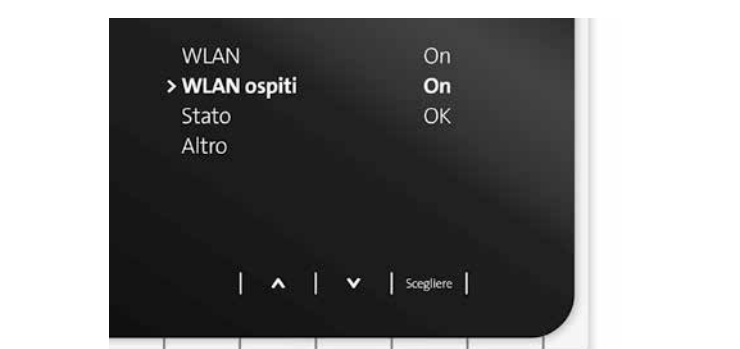 WLAN On
> WLAN ospiti On
Stato OK
Altro
Scegliere